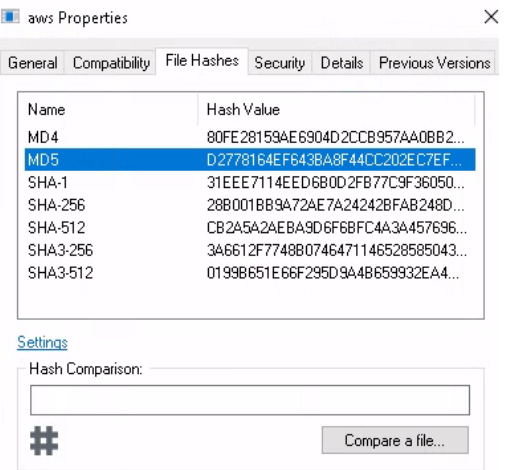 aws Properties
General Compatibility File Hashes Security Details Previous Versions
Name Hash Value
MD4 80FE28159AE6904D2CCB957AA0BB2...
MD5 D2778164EF643BA8F44CC202EC7EF...
SHA-1 31EEE7114EED6B0D2FB77C9F36050...
SHA-256 28B001BB9A72AE7A24242BFAB248D...
SHA-512 CB2A5A2AEBA9D6F6BFC4A3A457696...
SHA3-256 3A6612F7748B0746471146528585043...
SHA3-512 0199B651E66F295D9A4B659932EA4...
Settings
Hash Comparison:
Compare a file...